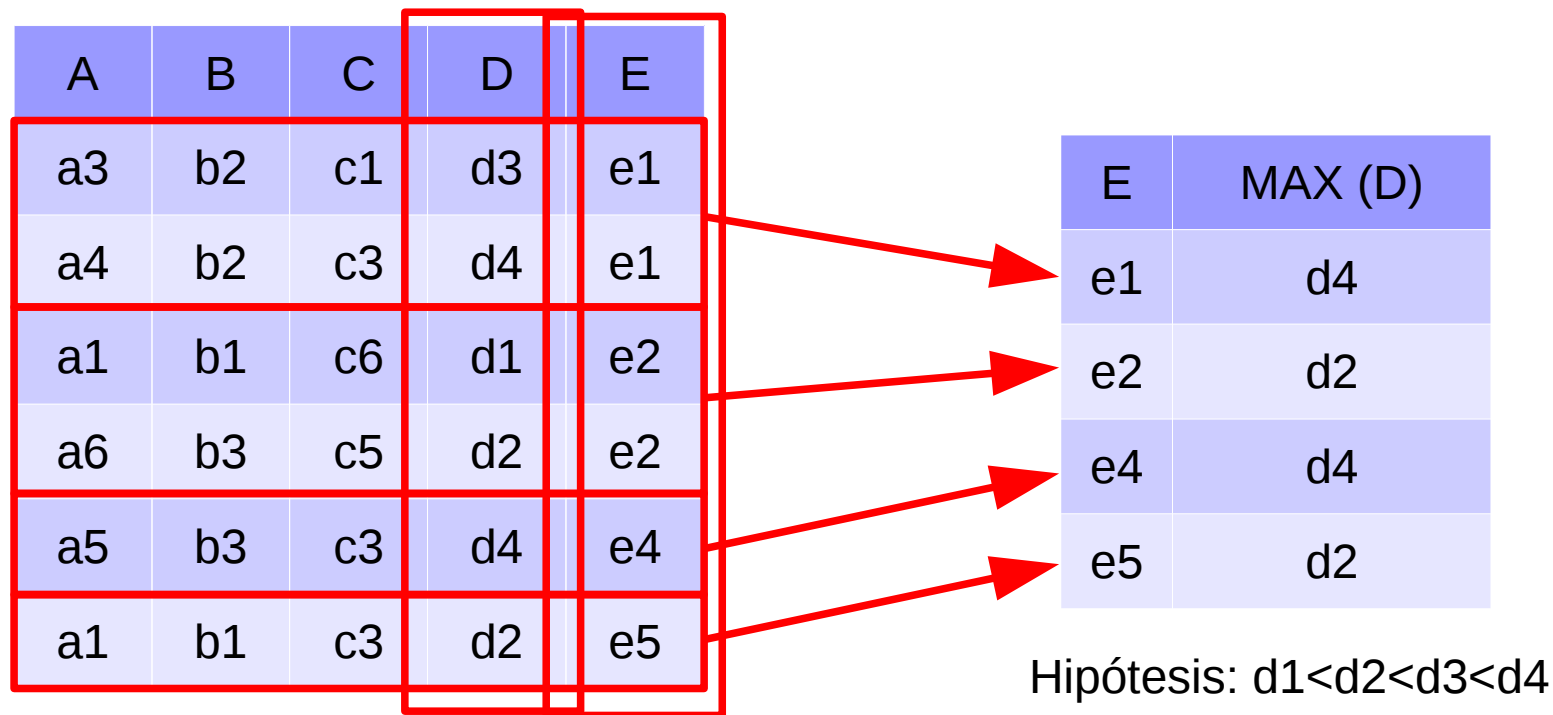 A B C D E
a3 b2 c1 d3 e1
a4 b2 c3 d4 e1
a1 b1 c6 d1 e2
a6 b3 c5 d2 e2
a5 b3 c3 d4 e4
a1 b1 c3 d2 e5
E MAX (D)
e1 d4
e2 d2
e4 d4
e5 d2
Hipótesis: d1<d2<d3<d4